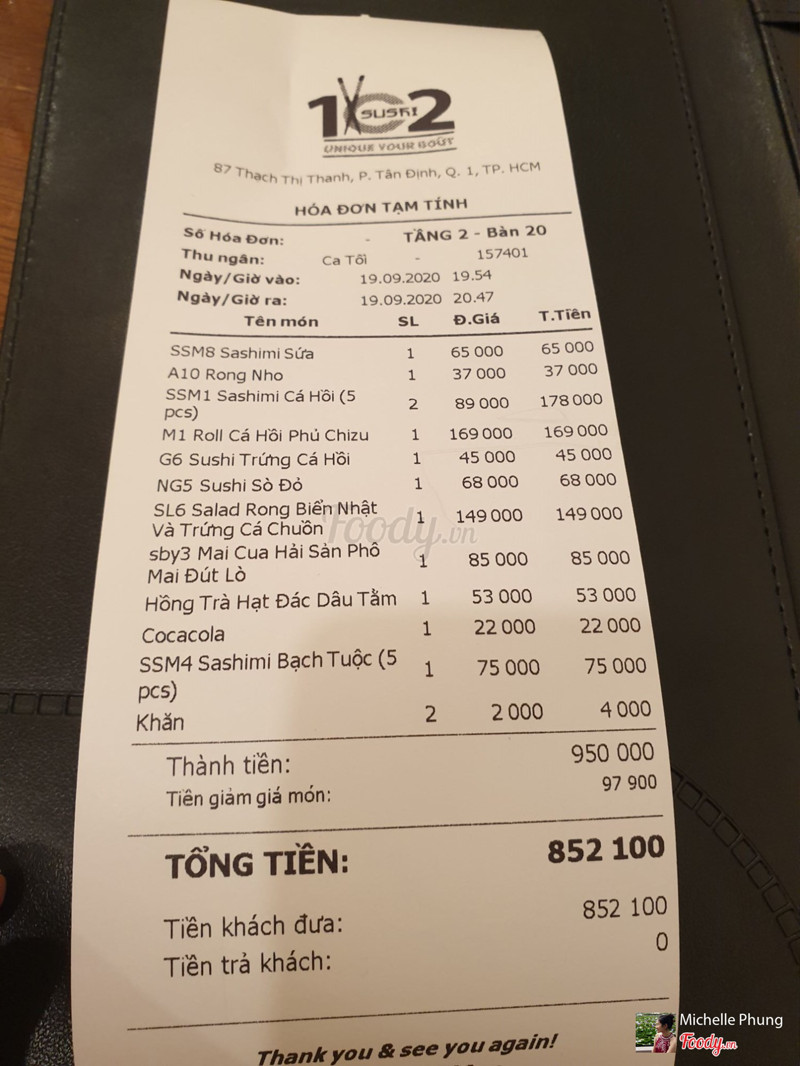 102
SUSHI
UNIQUE YOUR GOÛT
87 Thạch Thị Thanh, P. Tân Định, Q. 1, TP. HCM
HÓA ĐƠN TẠM TÍNH
Số Hóa Đơn: - TẦNG 2 - Bàn 20
Thu ngân: Ca Tối - 157401
Ngày/Giờ vào: 19.09.2020 19.54
Ngày/Giờ ra: 19.09.2020 20.47
Tên món SL Đ.Giá T.Tiền
SSM8 Sashimi Sứa 1 65 000 65 000
A10 Rong Nho 1 37 000 37 000
SSM1 Sashimi Cá Hồi (5
pcs) 2 89 000 178 000
M1 Roll Cá Hồi Phủ Chizu 1 169 000 169 000
G6 Sushi Trứng Cá Hồi 1 45 000 45 000
NG5 Sushi Sò Đỏ 1 68 000 68 000
SL6 Salad Rong Biển Nhật
Và Trứng Cá Chuồn 1 149 000 149 000
sby3 Mai Cua Hải Sản Phô
Mai Đút Lò 1 85 000 85 000
Hồng Trà Hạt Đác Dâu Tằm 1 53 000 53 000
Cocacola 1 22 000 22 000
SSM4 Sashimi Bạch Tuộc (5
pcs) 1 75 000 75 000
Khăn 2 2 000 4 000
Thành tiền: 950 000
Tiền giảm giá món: 97 900
TỔNG TIỀN: 852 100
Tiền khách đưa: 852 100
Tiền trả khách: 0
Thank you & see you again!
Foody.vn
Michelle Phung
Foody.vn